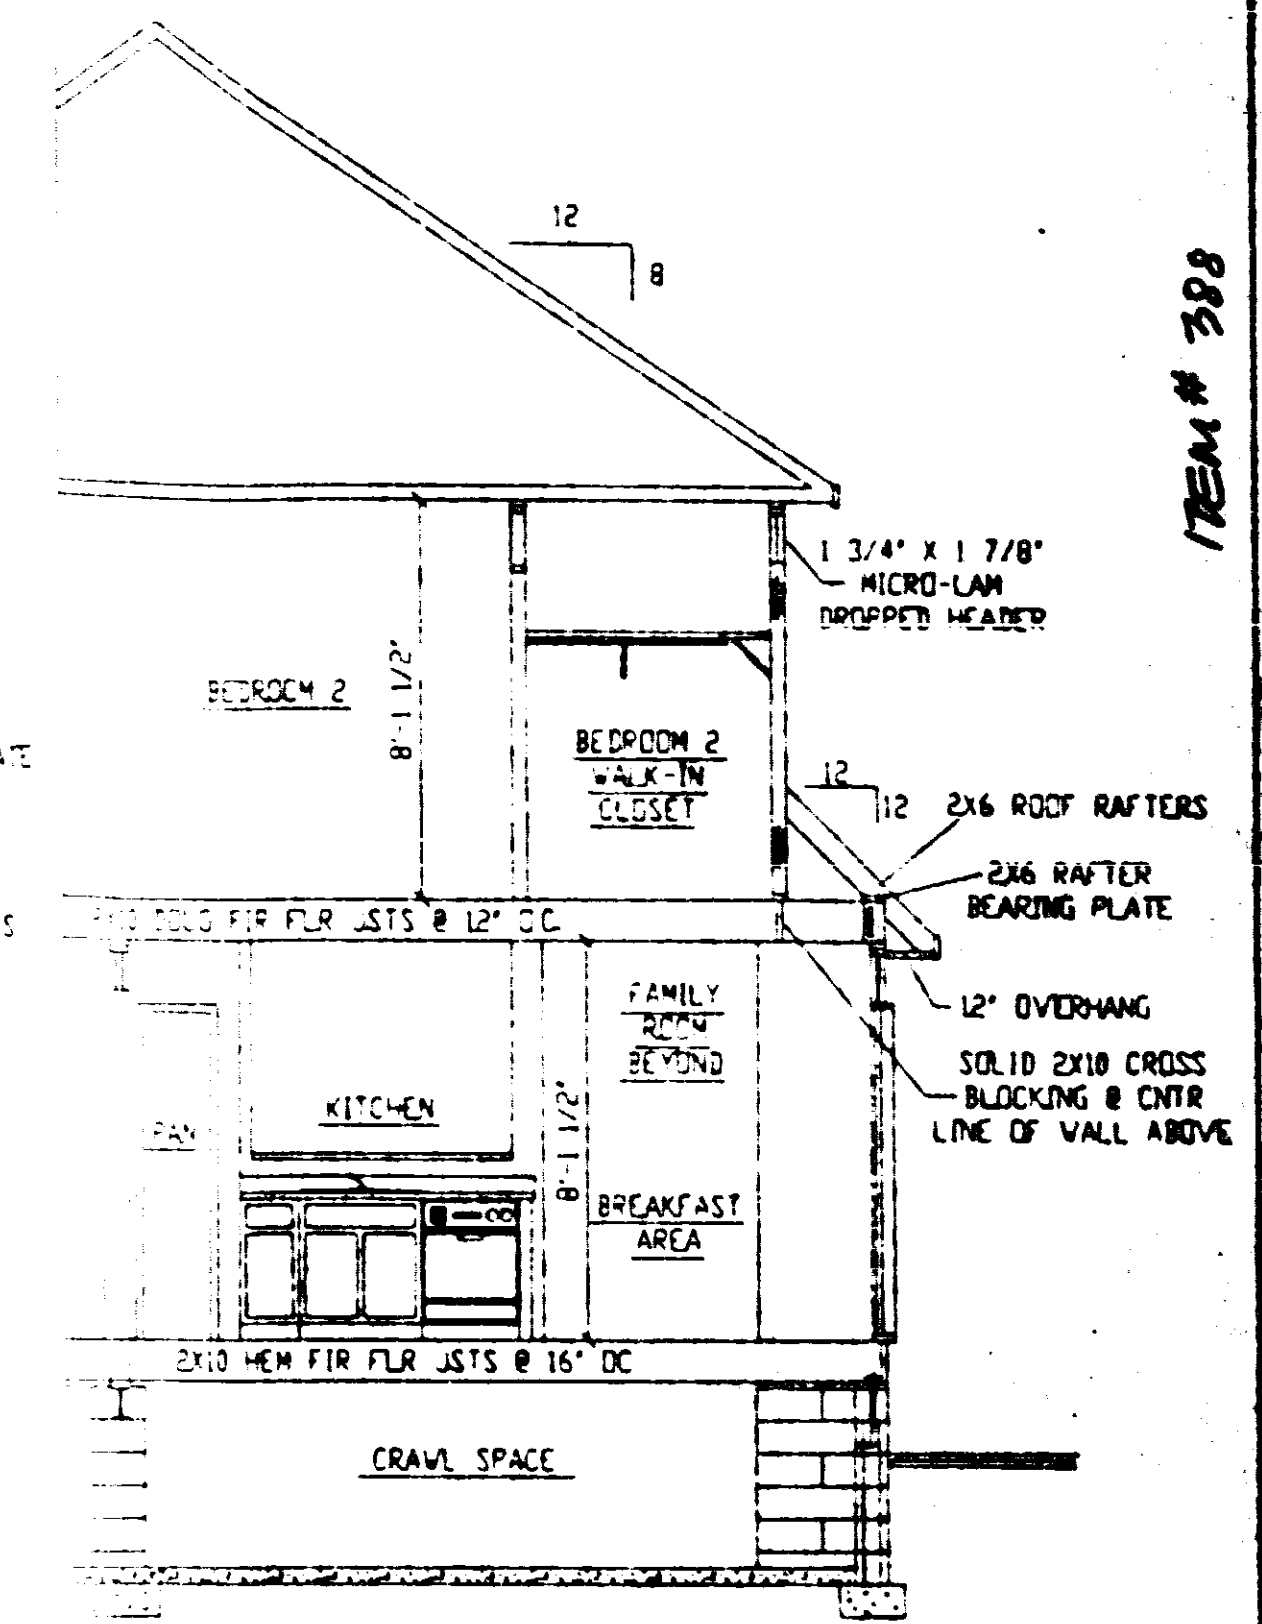 12
8
ITEM # 388
1 3/4" X 1 7/8"
MICRO-LAM
DROPPED HEADER
8'-1 1/2"
BEDROOM 2
BEDROOM 2
WALK-IN
CLOSET
12
12
2X6 ROOF RAFTERS
2X6 RAFTER
BEARING PLATE
DOUG FIR FLR JSTS @ 12" OC
FAMILY
ROOM
BEYOND
12" OVERHANG
SOLID 2X10 CROSS
BLOCKING @ CNTR
LINE OF WALL ABOVE
KITCHEN
PAN
8'-1 1/2"
BREAKFAST
AREA
2X10 HEM FIR FLR JSTS @ 16" OC
CRAWL SPACE